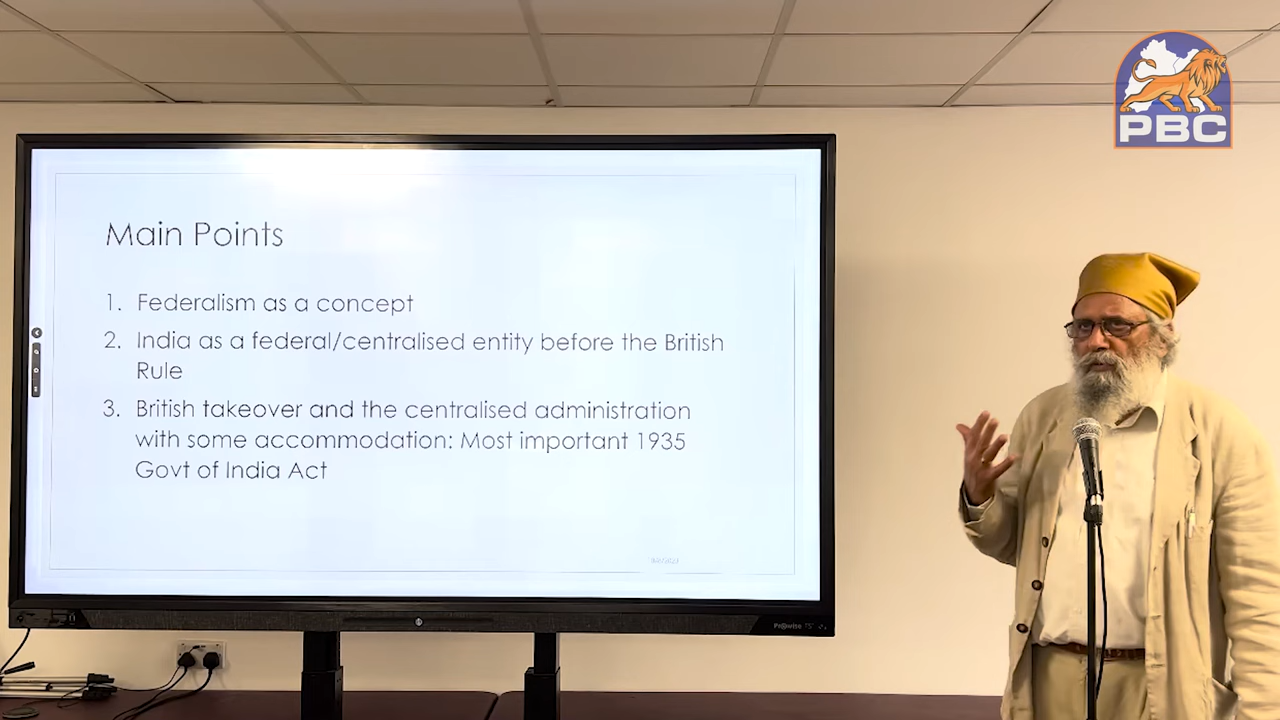 PBC
Main Points
1. Federalism as a concept
2. India as a federal/centralised entity before the British
Rule
3. British takeover and the centralised administration
with some accommodation: Most important 1935
Govt of India Act
Prowise